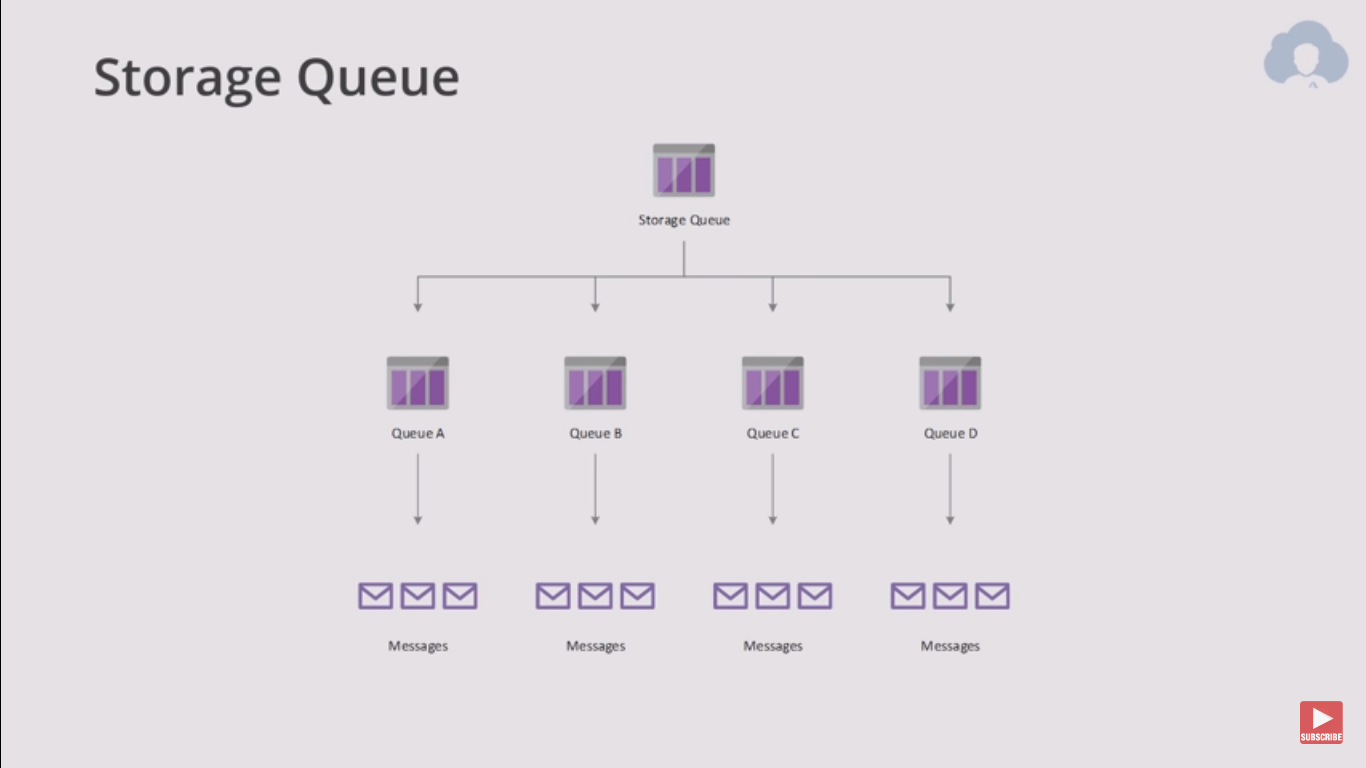 Storage Queue
Storage Queue
Queue A
Queue B
Queue C
Queue D
Messages
Messages
Messages
Messages
SUBSCRIBE